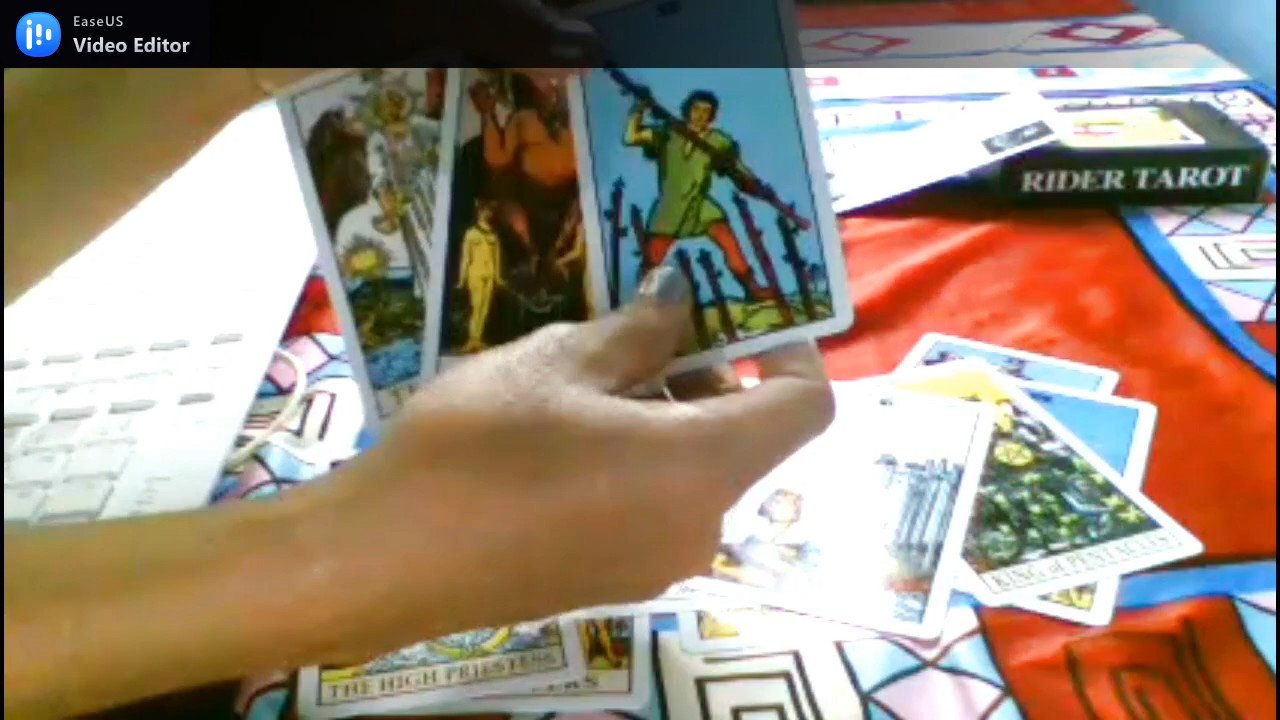 EaseUS
Video Editor
RIDER TAROT
KING of PENTACLES
THE HIGH PRIESTESS